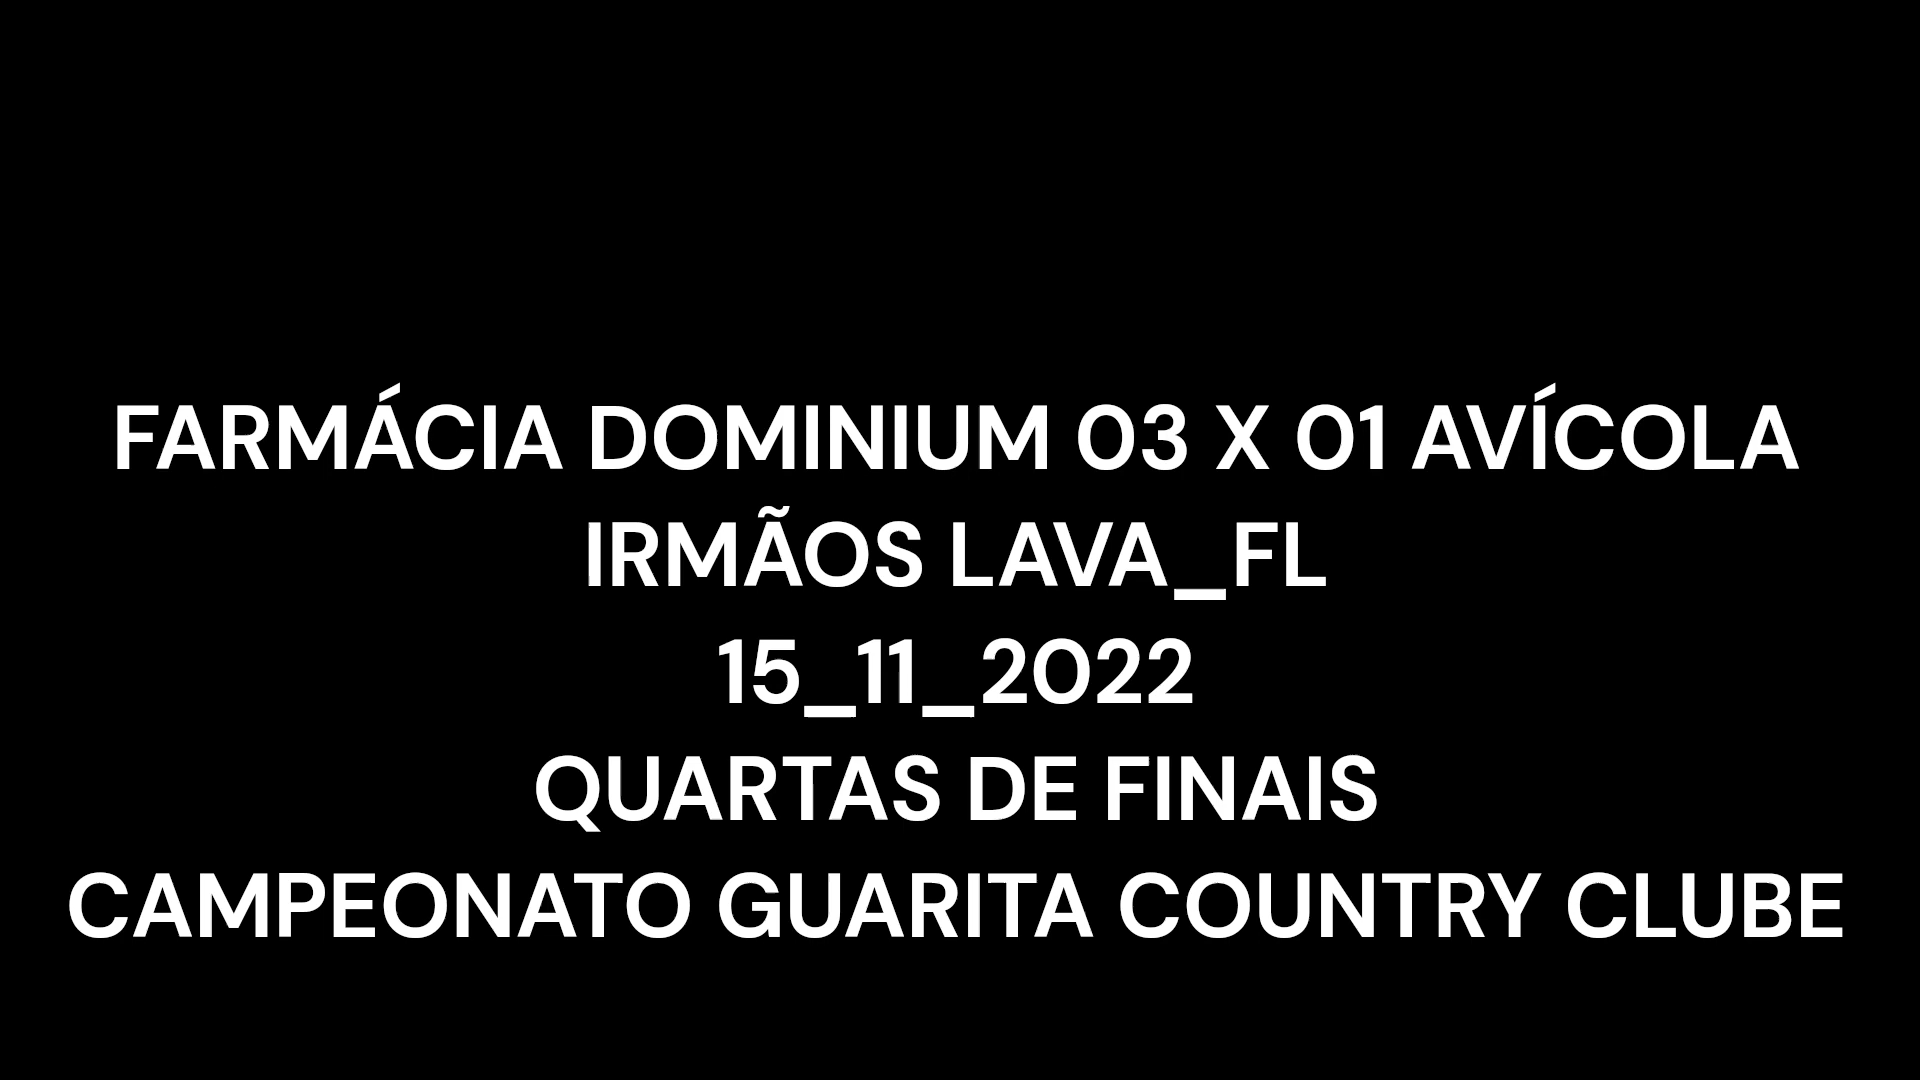 FARMÁCIA DOMINIUM 03 X 01 AVÍCOLA
IRMÃOS LAVA_FL
15_11_2022
QUARTAS DE FINAIS
CAMPEONATO GUARITA COUNTRY CLUBE